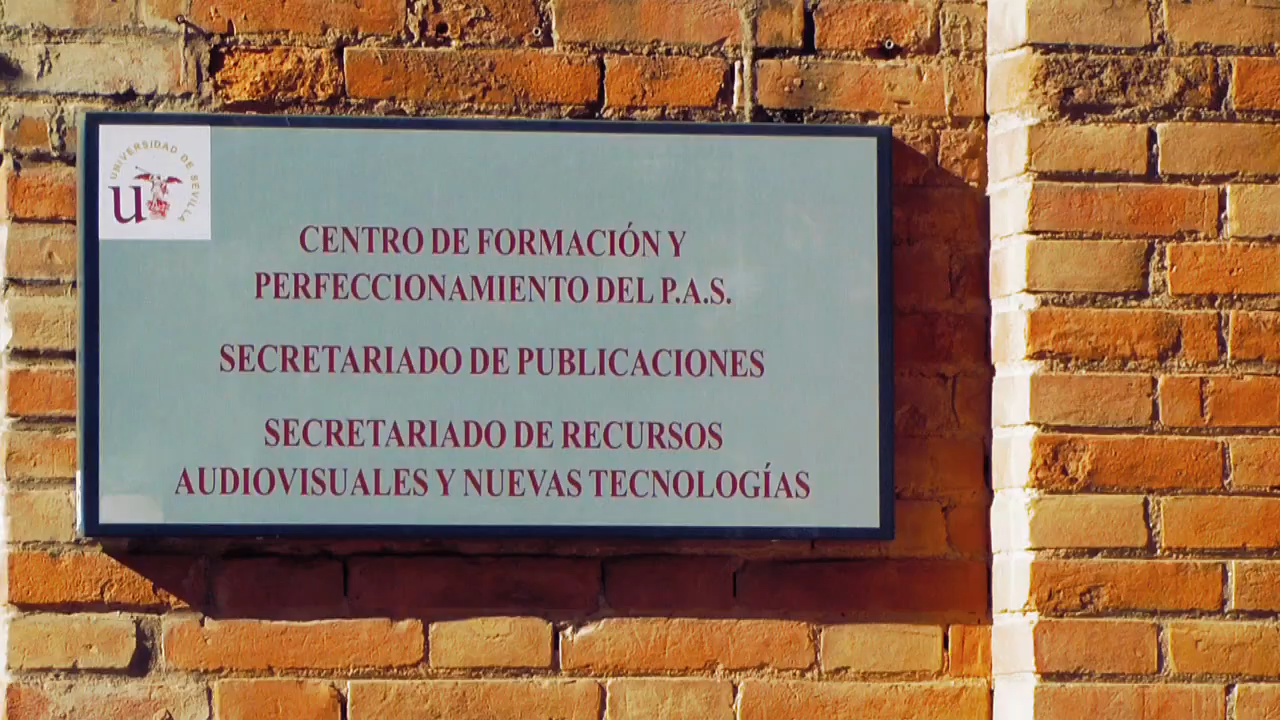 UNIVERSIDAD DE SEVILLA
U
CENTRO DE FORMACIÓN Y
PERFECCIONAMIENTO DEL P.A.S.
SECRETARIADO DE PUBLICACIONES
SECRETARIADO DE RECURSOS
AUDIOVISUALES Y NUEVAS TECNOLOGÍAS